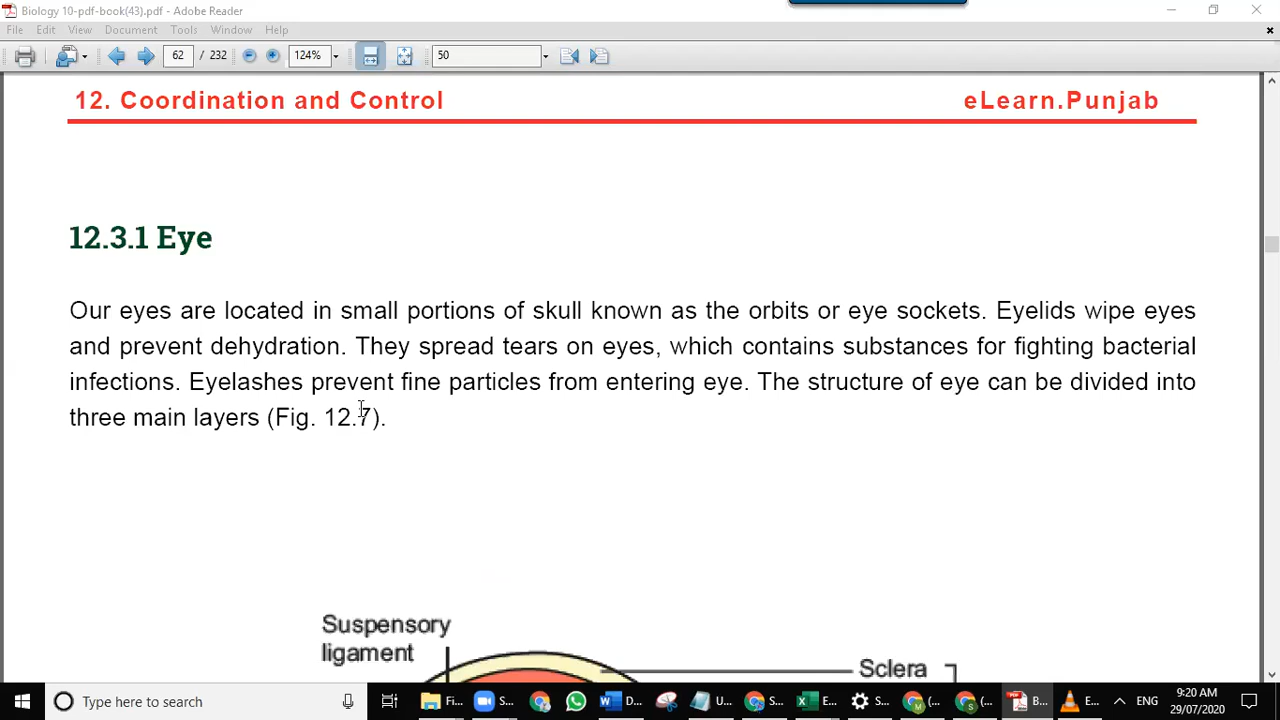 Biology 10-pdf-book(43).pdf - Adobe Reader
File Edit View Document Tools Window Help
62 / 232 124% 50
12. Coordination and Control eLearn.Punjab
12.3.1 Eye
Our eyes are located in small portions of skull known as the orbits or eye sockets. Eyelids wipe eyes
and prevent dehydration. They spread tears on eyes, which contains substances for fighting bacterial
infections. Eyelashes prevent fine particles from entering eye. The structure of eye can be divided into
three main layers (Fig. 12.7).
Suspensory
ligament
Sclera
Type here to search Fi... S... D... U... S... E... S... (... (... B... E... ENG 9:20 AM
29/07/2020